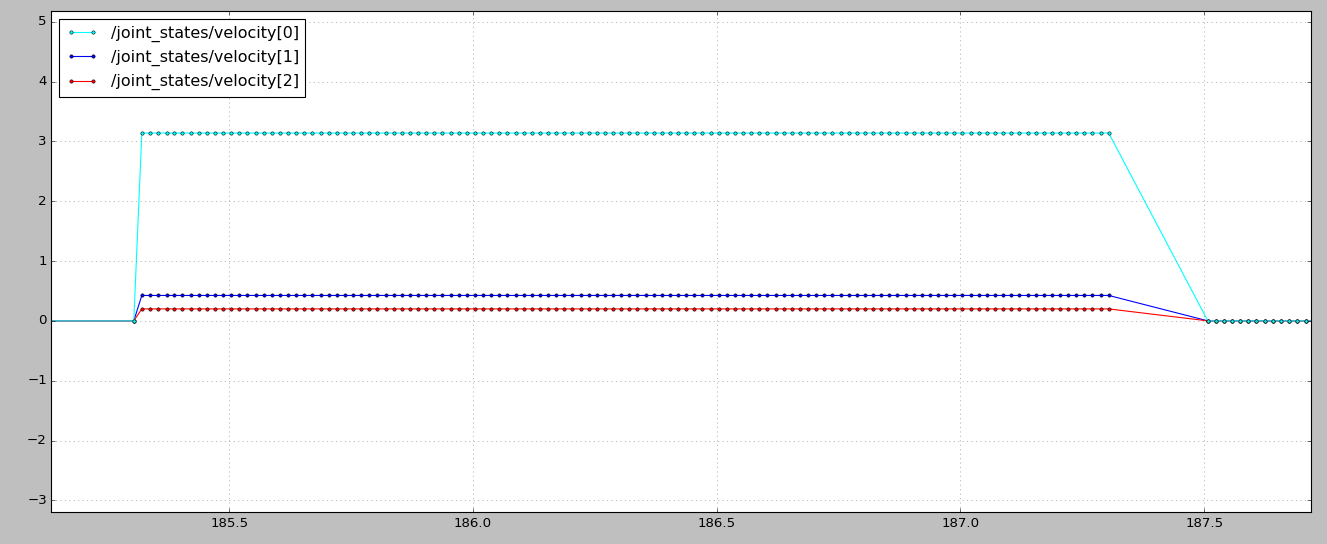 5
4
3
2
1
0
−1
−2
−3
/joint_states/velocity[0]
/joint_states/velocity[1]
/joint_states/velocity[2]
185.5 186.0 186.5 187.0 187.5